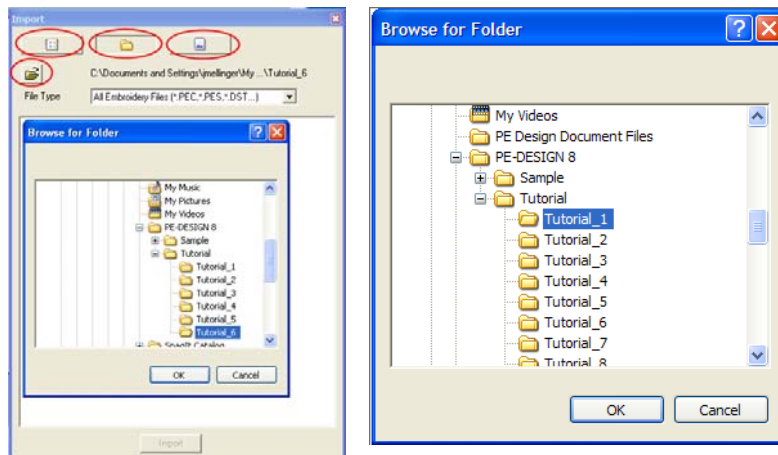 Import
C:\Documents and Settings\jmellinger\My ...\Tutorial_6
File Type
All Embroidery Files (*.PEC,*.PES,*.DST...)
Browse for Folder
My Music
My Pictures
My Videos
PE-DESIGN 8
Sample
Tutorial
Tutorial_1
Tutorial_2
Tutorial_3
Tutorial_4
Tutorial_5
Tutorial_6
SnagIt Catalog
OK
Cancel
Import
Browse for Folder
My Videos
PE Design Document Files
PE-DESIGN 8
Sample
Tutorial
Tutorial_1
Tutorial_2
Tutorial_3
Tutorial_4
Tutorial_5
Tutorial_6
Tutorial_7
Tutorial_8
OK
Cancel